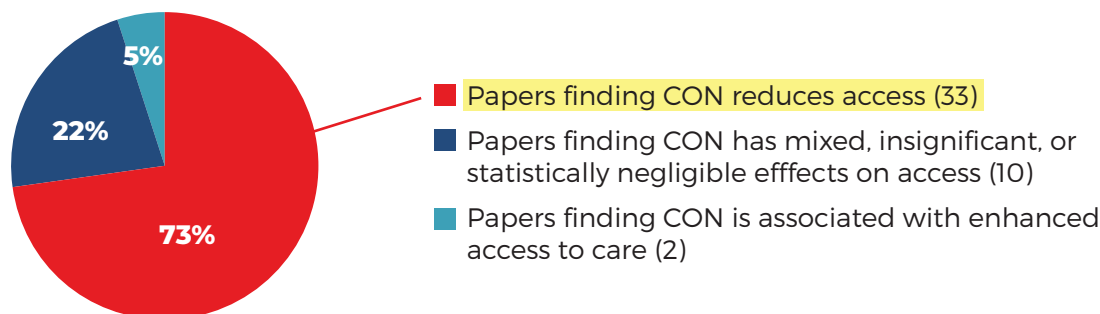 5%
22%
73%
Papers finding CON reduces access (33)
Papers finding CON has mixed, insignificant, or
statistically negligible efffects on access (10)
Papers finding CON is associated with enhanced
access to care (2)